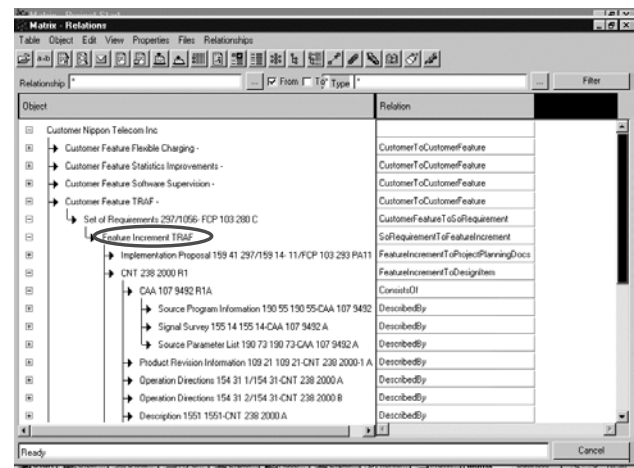 Matrix - Relations
Table Object Edit View Properties Files Relationships
Relationship * ... From To Type * ... Filter
Object Relation
Customer Nippon Telecom Inc
Customer Feature Flexible Charging - CustomerToCustomerFeature
Customer Feature Statistics Improvements - CustomerToCustomerFeature
Customer Feature Software Supervision - CustomerToCustomerFeature
Customer Feature TRAF - CustomerToCustomerFeature
Set of Requirements 297/1056- FCP 103 280 C CustomerFeatureToSoRequirement
Feature Increment TRAF SoRequirementToFeatureIncrement
Implementation Proposal 159 41 297/159 14- 11/FCP 103 293 PA11 FeatureIncrementToProjectPlanningDocs
CNT 238 2000 R1 FeatureIncrementToDesignItem
CAA 107 9492 R1A ConsistsOf
Source Program Information 190 55 190 55-CAA 107 9492 DescribedBy
Signal Survey 155 14 155 14-CAA 107 9492 A DescribedBy
Source Parameter List 190 73 190 73-CAA 107 9492 A DescribedBy
Product Revision Information 109 21 109 21-CNT 238 2000-1 A DescribedBy
Operation Directions 154 31 1/154 31-CNT 238 2000 A DescribedBy
Operation Directions 154 31 2/154 31-CNT 238 2000 B DescribedBy
Description 1551 1551-CNT 238 2000 A DescribedBy
Ready Cancel